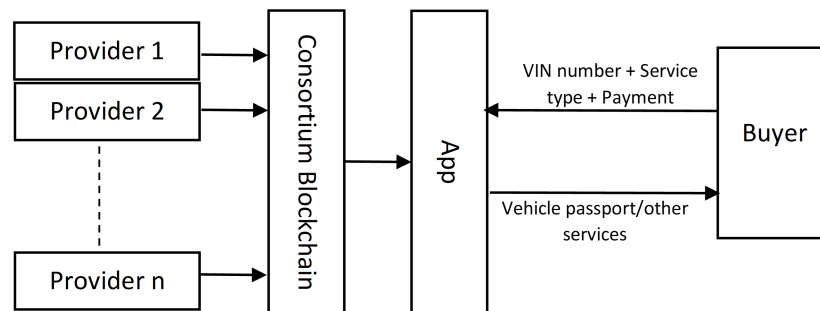 Provider 1
Provider 2
Provider n
Consortium Blockchain
App
VIN number + Service
type + Payment
Vehicle passport/other
services
Buyer